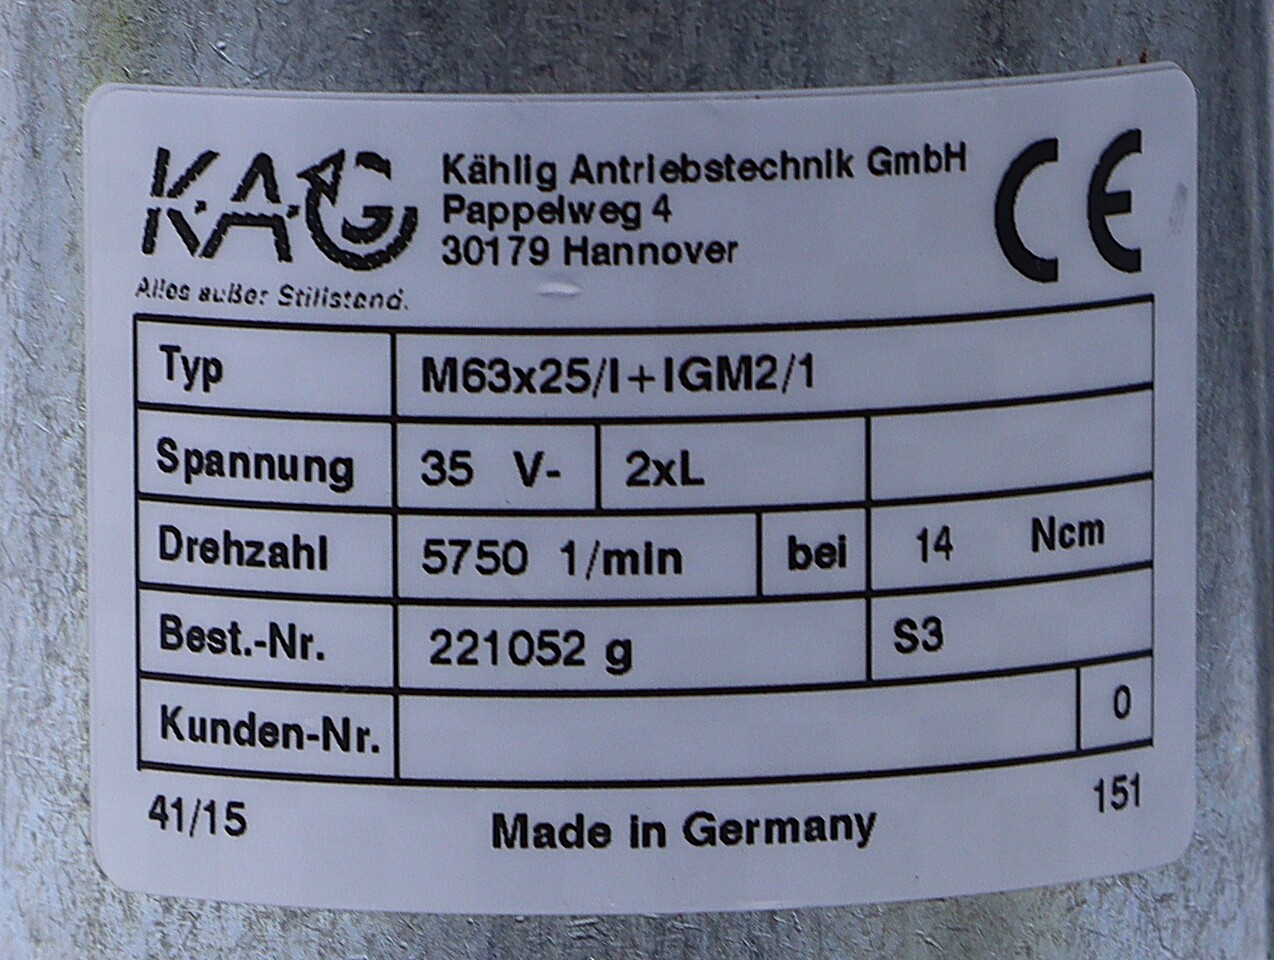 KAG
Kählig Antriebstechnik GmbH
Pappelweg 4
30179 Hannover
CE
Alles außer Stillstand.
Typ M63x25/I+IGM2/1
Spannung 35 V- 2xL
Drehzahl 5750 1/min bei 14 Ncm
Best.-Nr. 221052 g S3
Kunden-Nr. 0
41/15 Made in Germany 151